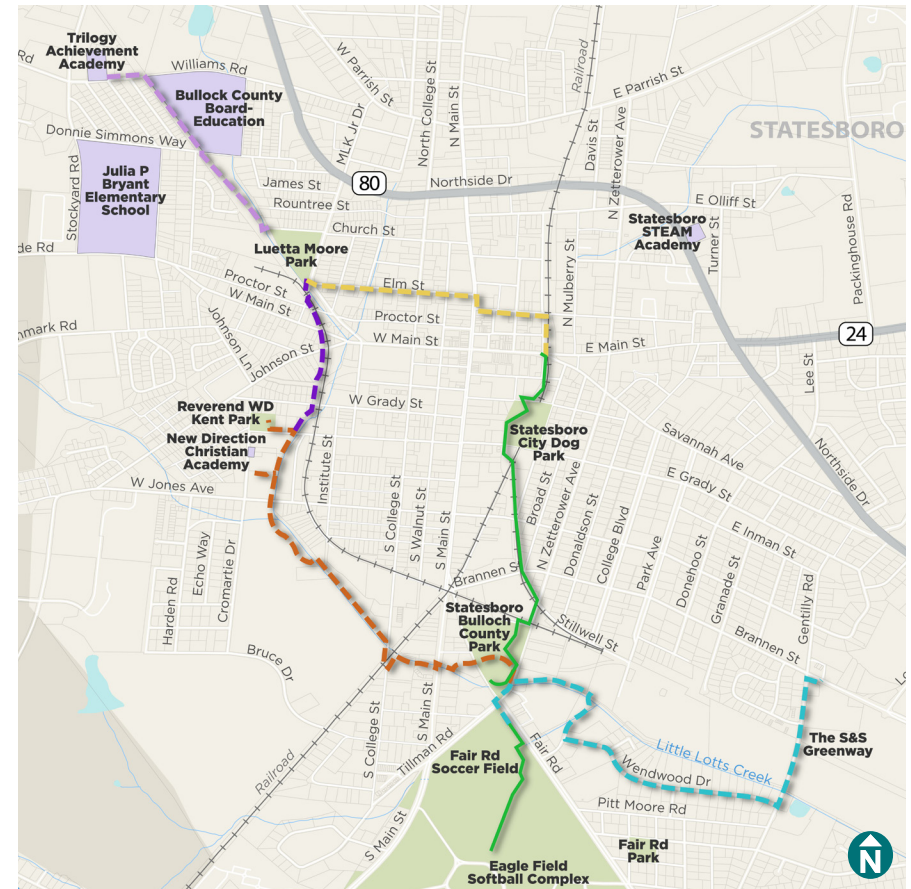 Trilogy
Achievement
Academy
Rd
Williams Rd
Bullock County
Board-
Education
W Parrish St
MLK Jr Dr
North College St
N Main St
Railroad
E Parrish St
Davis St
N Zetterower Ave
STATESBORO
Donnie Simmons Way
Stockyard Rd
Julia P
Bryant
Elementary
School
James St
Rountree St
80
Northside Dr
E Olliff St
Statesboro
STEAM
Academy
Turner St
Packinghouse Rd
Church St
de Rd
Luetta Moore
Park
N Mulberry St
Proctor St
W Main St
Elm St
Proctor St
W Main St
E Main St
24
nmark Rd
Johnson Ln
Johnson St
Lee St
W Grady St
Reverend WD
Kent Park
New Direction
Christian
Academy
Statesboro
City Dog
Park
Savannah Ave
Northside Dr
E Grady St
W Jones Ave
Institute St
S College St
S Walnut St
S Main St
Broad St
N Zetterower Ave
Donaldson St
College Blvd
Park Ave
Donehoo St
Granade St
E Inman St
Gentilly Rd
Harden Rd
Echo Way
Cromartie Dr
Brannen S
Statesboro
Bulloch
County
Park
Stillwell St
Brannen St
Lo
Bruce Dr
S College St
S Main St
Tillman Rd
Railroad
Fair Rd
Fair Rd
Soccer Field
Little Lotts Creek
The S&S
Greenway
Wendwood Dr
Pitt Moore Rd
S Main St
Fair Rd
Park
Eagle Field
Softball Complex
N